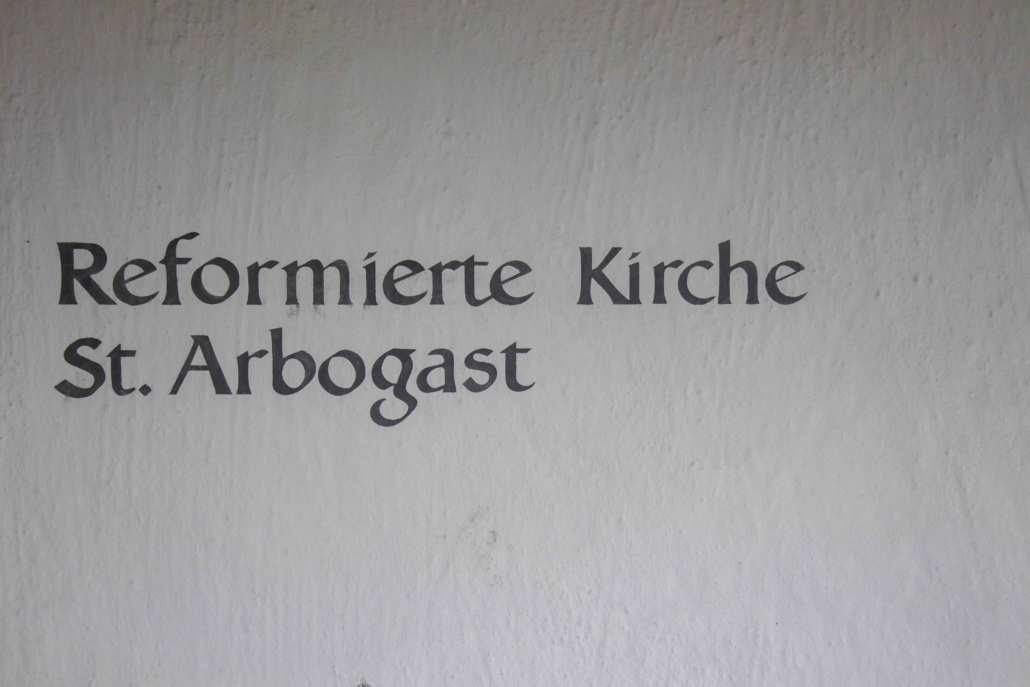 Reformierte Kirche
St. Arbogast